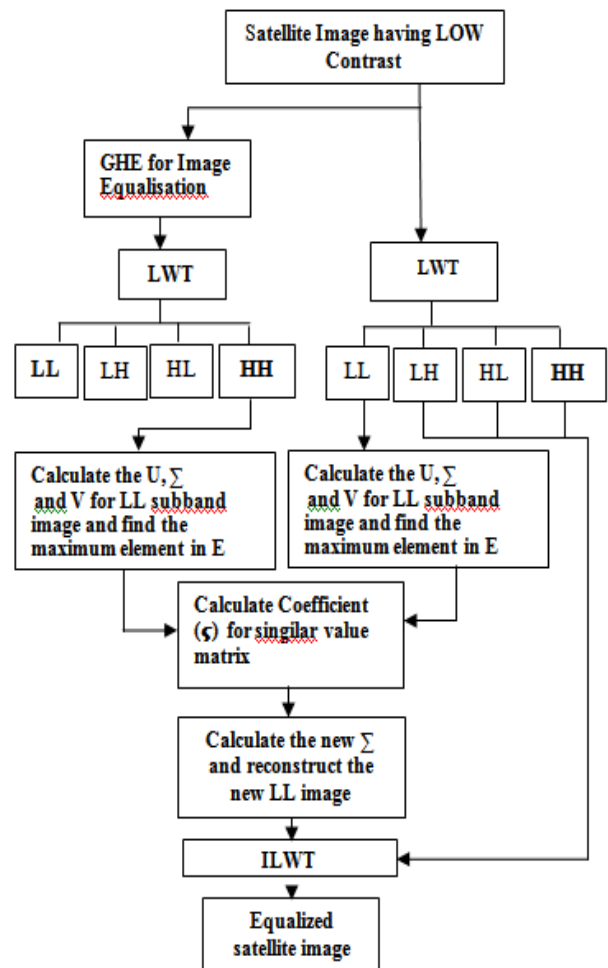 Satellite Image having LOW
Contrast
GHE for Image
Equalisation
LWT
LWT
LL
LH
HL
HH
LL
LH
HL
HH
Calculate the U, ∑
and V for LL subband
image and find the
maximum element in E
Calculate the U, ∑
and V for LL subband
image and find the
maximum element in E
Calculate Coefficient
(ς) for singilar value
matrix
Calculate the new ∑
and reconstruct the
new LL image
ILWT
Equalized
satellite image